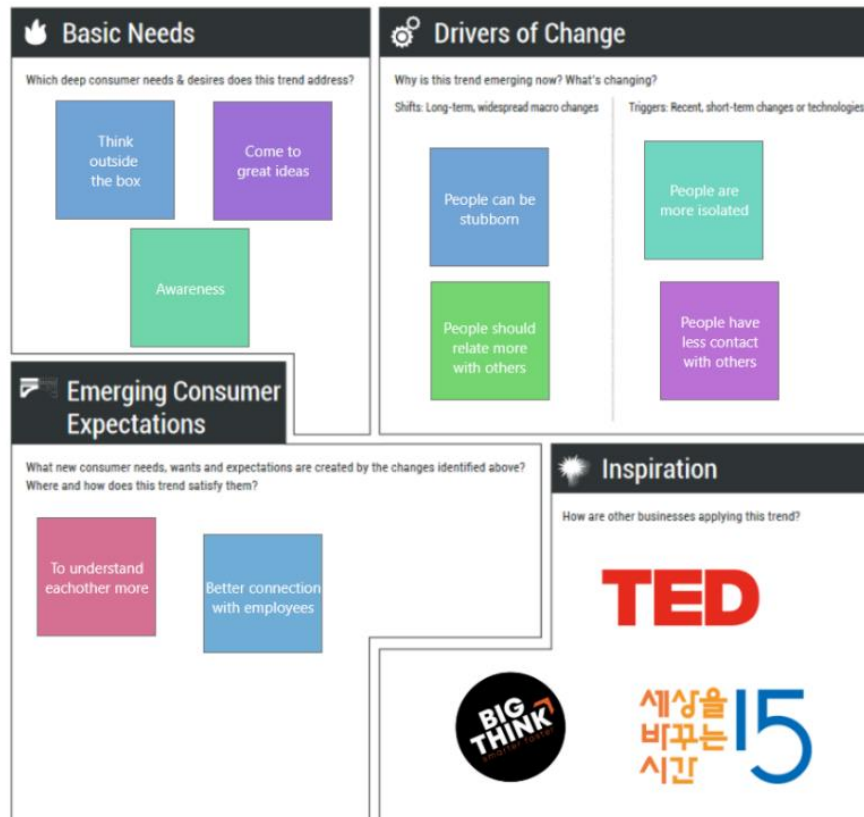 Basic Needs
Which deep consumer needs & desires does this trend address?
Think
outside
the box
Come to
great ideas
Awareness
Drivers of Change
Why is this trend emerging now? What's changing?
Shifts: Long-term, widespread macro changes
Triggers: Recent, short-term changes or technologies
People can be
stubborn
People are
more isolated
People should
relate more
with others
People have
less contact
with others
Emerging Consumer
Expectations
What new consumer needs, wants and expectations are created by the changes identified above?
Where and how does this trend satisfy them?
To understand
eachother more
Better connection
with employees
Inspiration
How are other businesses applying this trend?
TED
BIG
THINK
smarter faster
세상을
바꾸는
시간
15